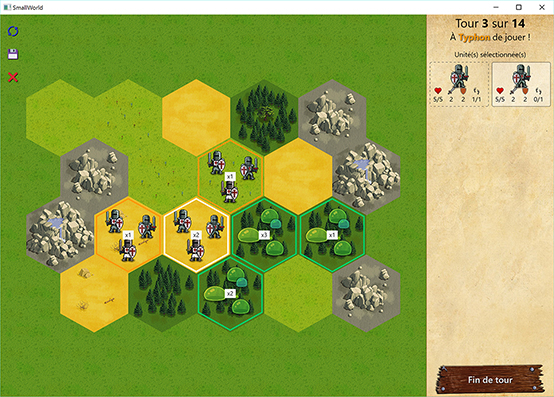 SmallWorld
Tour 3 sur 14
À Typhon de jouer !
Unité(s) sélectionnée(s)
5/5 2 2 1/1
5/5 2 2 0/1
x1
x1
x2
x3
x1
x2
Fin de tour